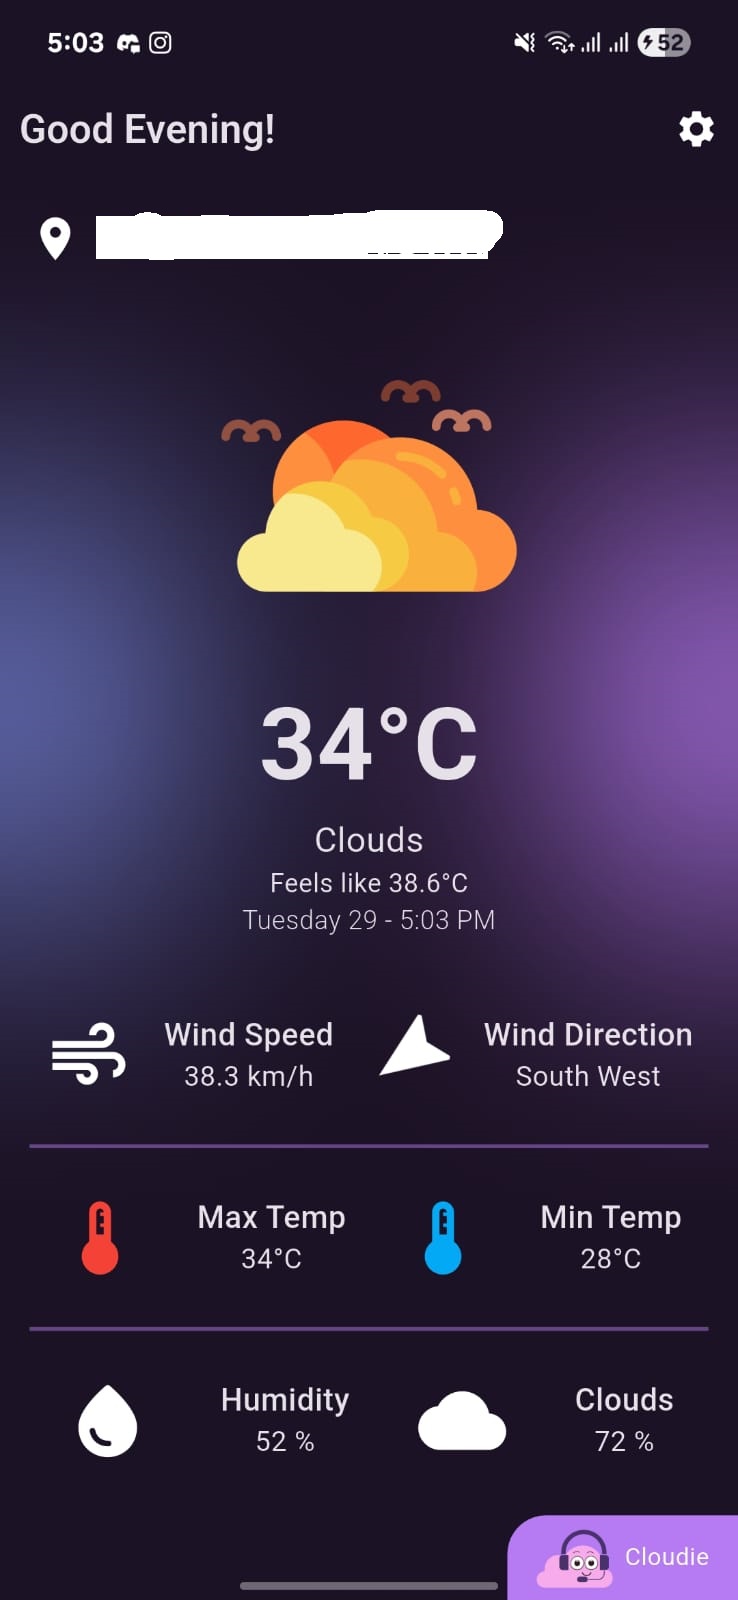 5:03
52
Good Evening!
34°C
Clouds
Feels like 38.6°C
Tuesday 29 - 5:03 PM
Wind Speed
38.3 km/h
Wind Direction
South West
Max Temp
34°C
Min Temp
28°C
Humidity
52 %
Clouds
72 %
Cloudie